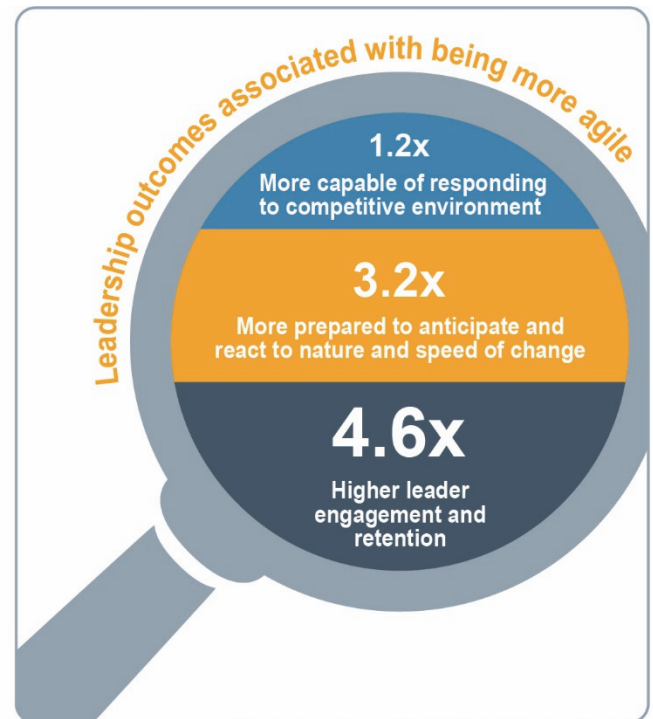 Leadership outcomes associated with being more agile
1.2x
More capable of responding
to competitive environment
3.2x
More prepared to anticipate and
react to nature and speed of change
4.6x
Higher leader
engagement and
retention